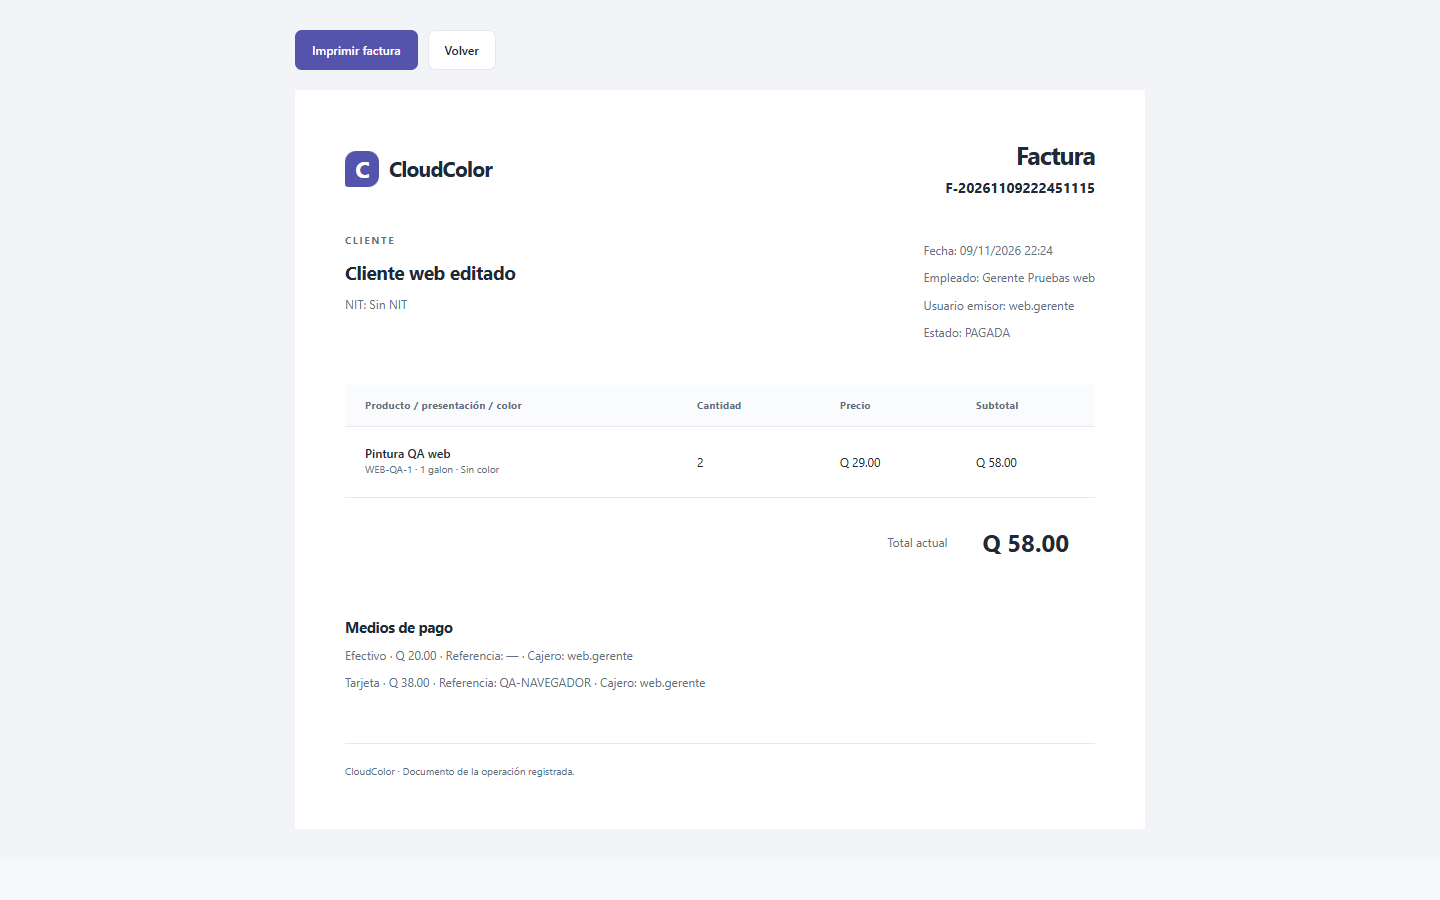 Imprimir factura
Volver
C CloudColor
Factura
F-20261109222451115
CLIENTE
Cliente web editado
NIT: Sin NIT
Fecha: 09/11/2026 22:24
Empleado: Gerente Pruebas web
Usuario emisor: web.gerente
Estado: PAGADA
Producto / presentación / color Cantidad Precio Subtotal
Pintura QA web
WEB-QA-1 · 1 galon · Sin color
2 Q 29.00 Q 58.00
Total actual Q 58.00
Medios de pago
Efectivo · Q 20.00 · Referencia: — · Cajero: web.gerente
Tarjeta · Q 38.00 · Referencia: QA-NAVEGADOR · Cajero: web.gerente
CloudColor · Documento de la operación registrada.